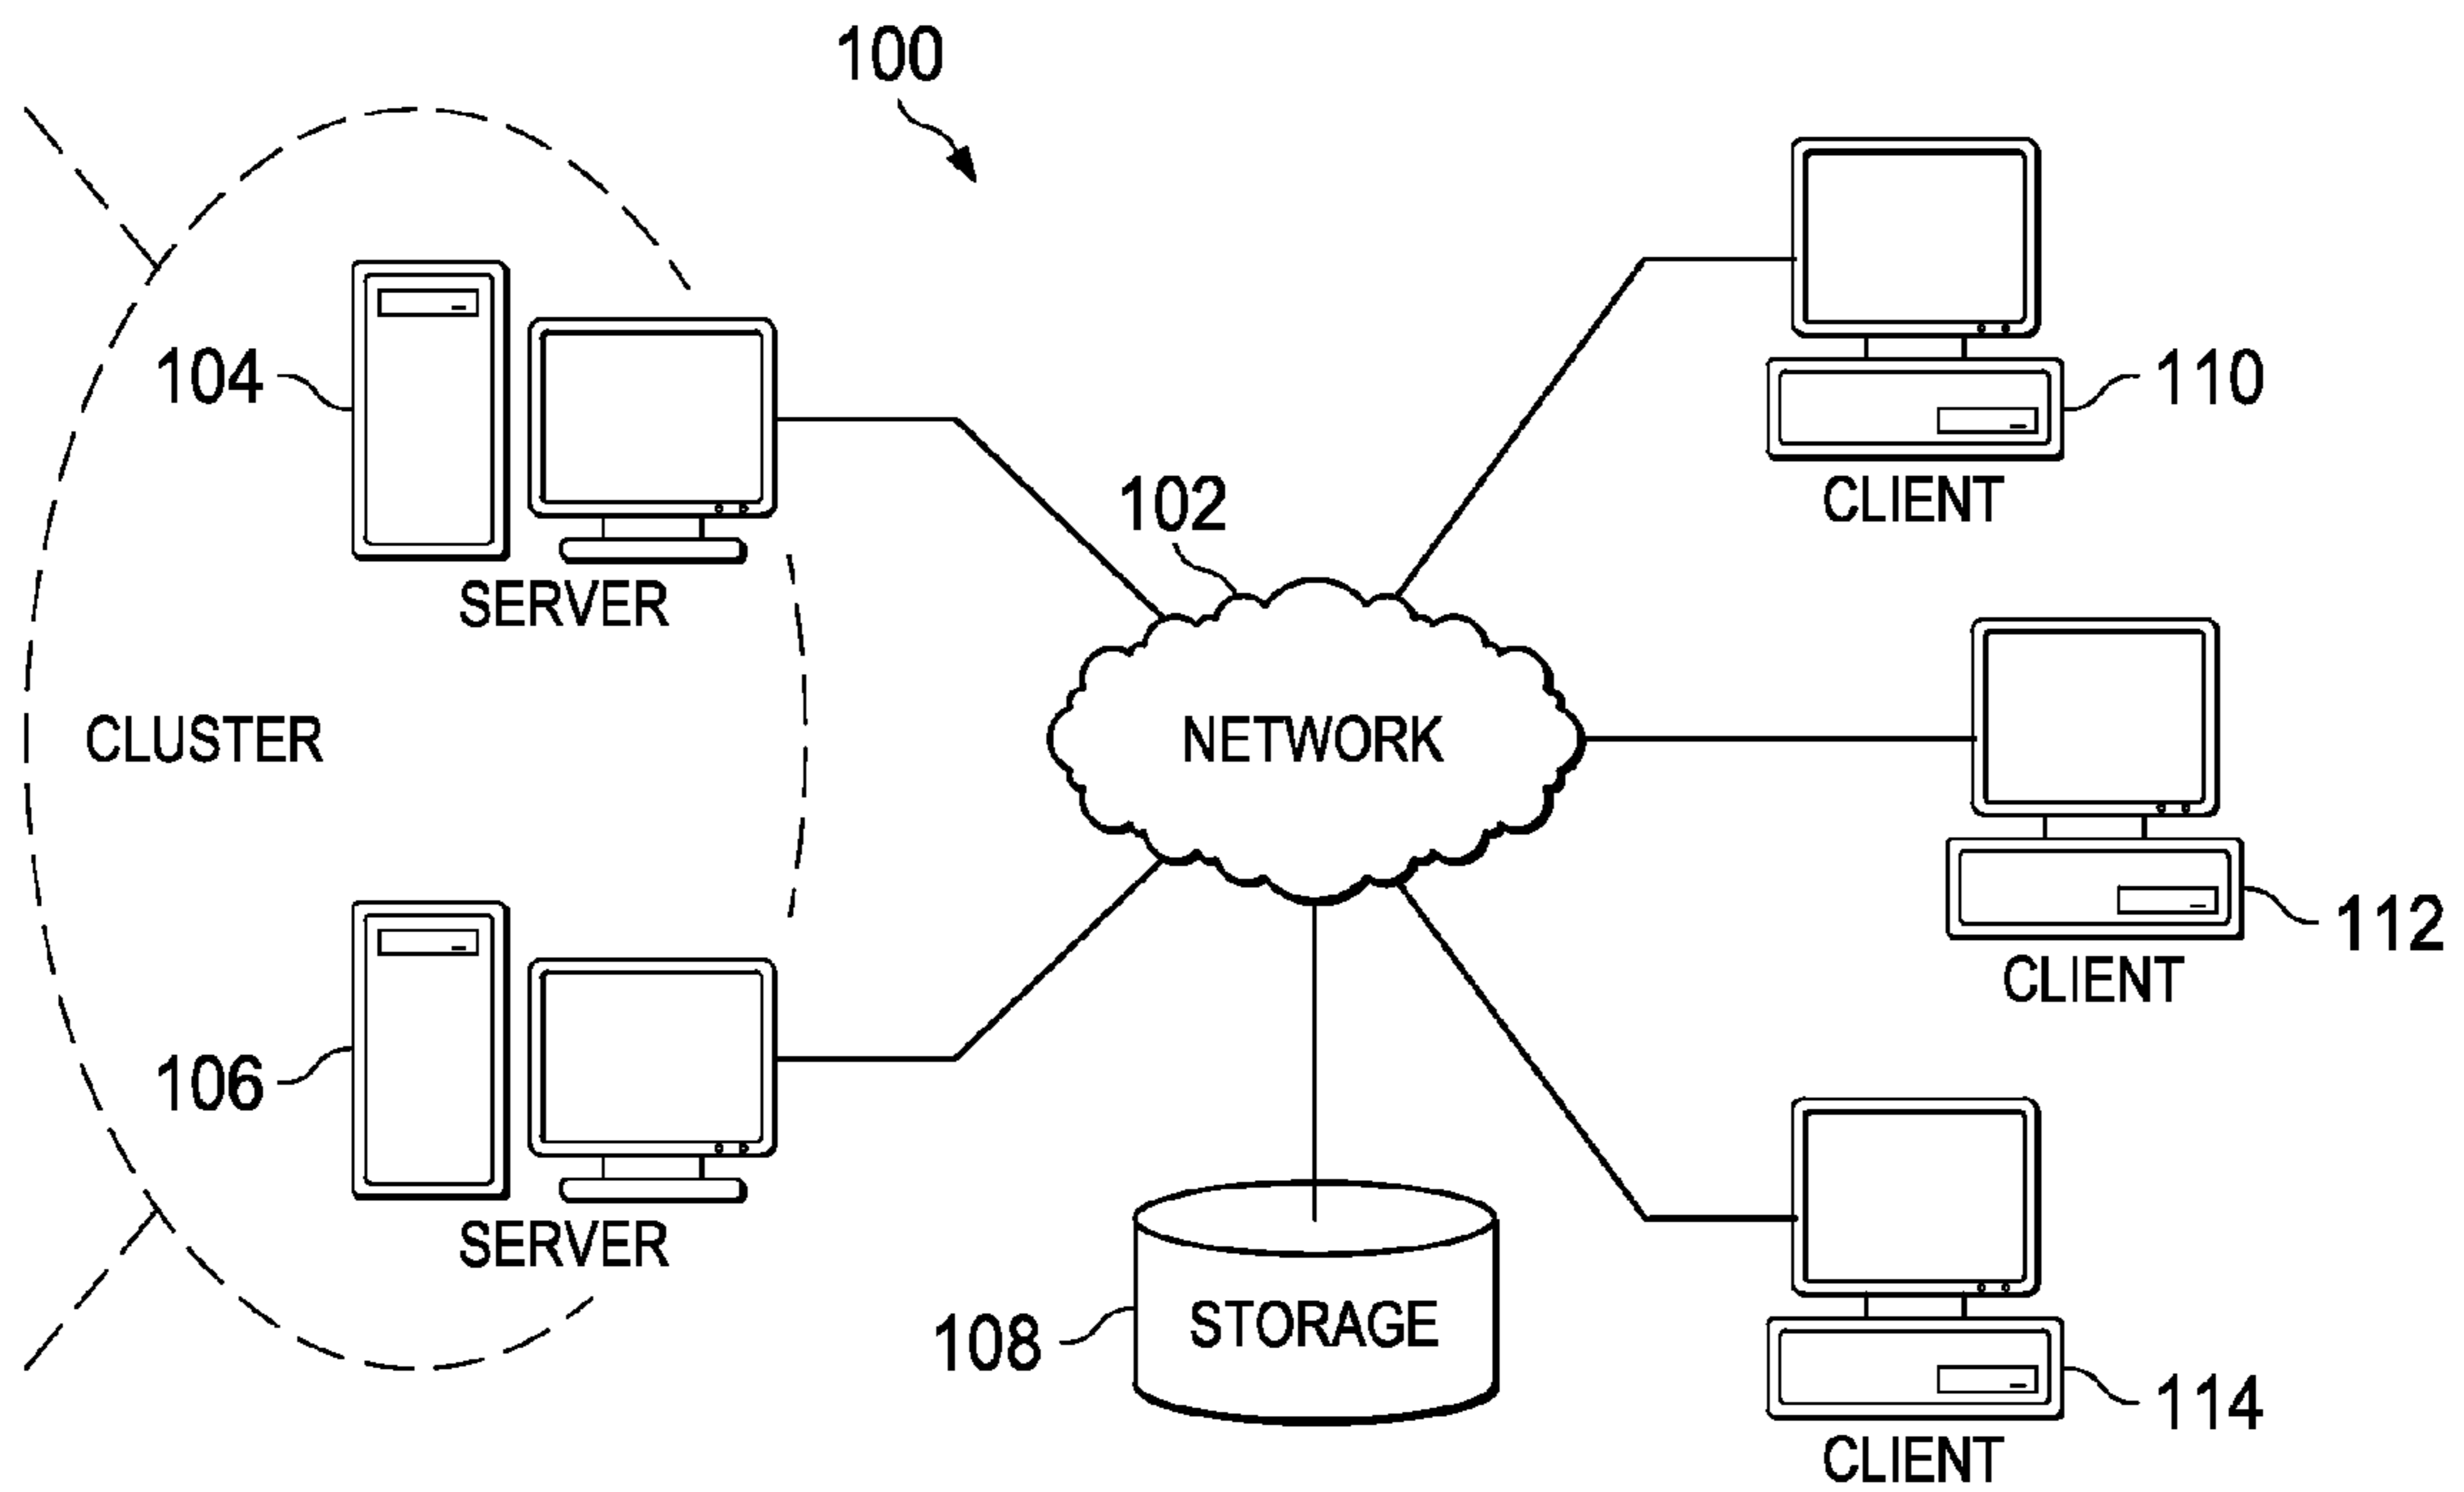 100
104
SERVER
110
CLIENT
102
CLUSTER
NETWORK
112
CLIENT
106
SERVER
108
STORAGE
114
CLIENT